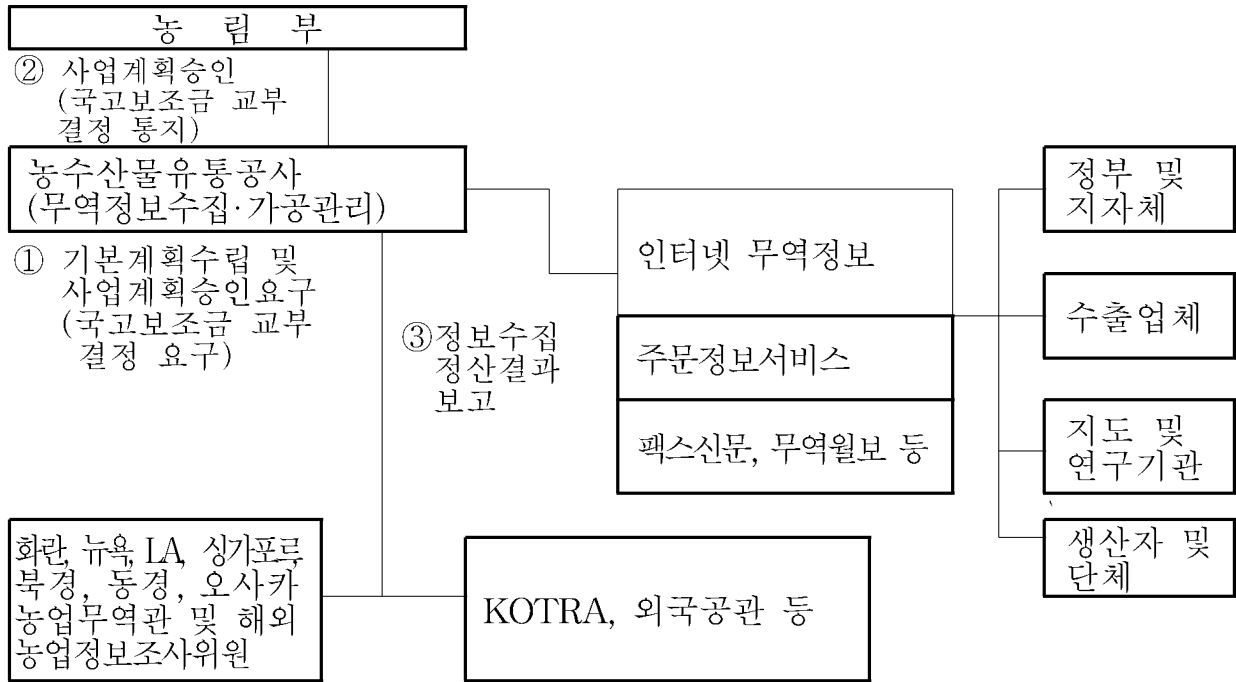 농 림 부
② 사업계획승인
(국고보조금 교부
결정 통지)
농수산물유통공사
(무역정보수집·가공관리)
① 기본계획수립 및
사업계획승인요구
(국고보조금 교부
결정 요구)
③정보수집
정산결과
보고
인터넷 무역정보
주문정보서비스
팩스신문, 무역월보 등
정부 및
지자체
수출업체
지도 및
연구기관
생산자 및
단체
화란, 뉴욕, LA, 싱가포르,
북경, 동경, 오사카
농업무역관 및 해외
농업정보조사위원
KOTRA, 외국공관 등